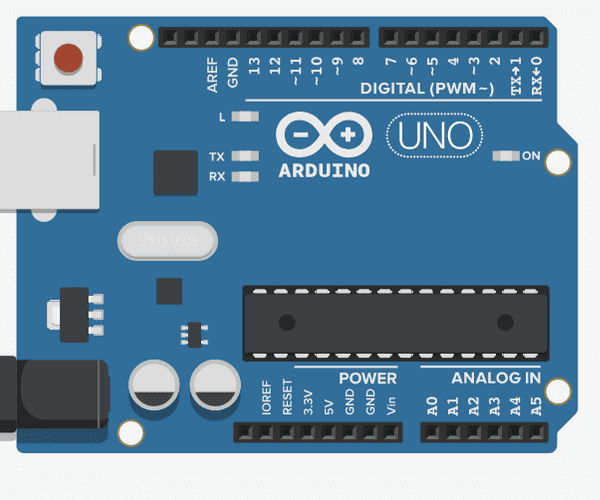 AREF
GND
13
12
~11
~10
~9
8
7
~6
~5
4
~3
2
TX→1
RX←0
DIGITAL (PWM~)
L
TX
RX
ARDUINO
UNO
ON
SPK16.000E
POWER
ANALOG IN
IOREF
RESET
3.3V
5V
GND
GND
Vin
A0
A1
A2
A3
A4
A5